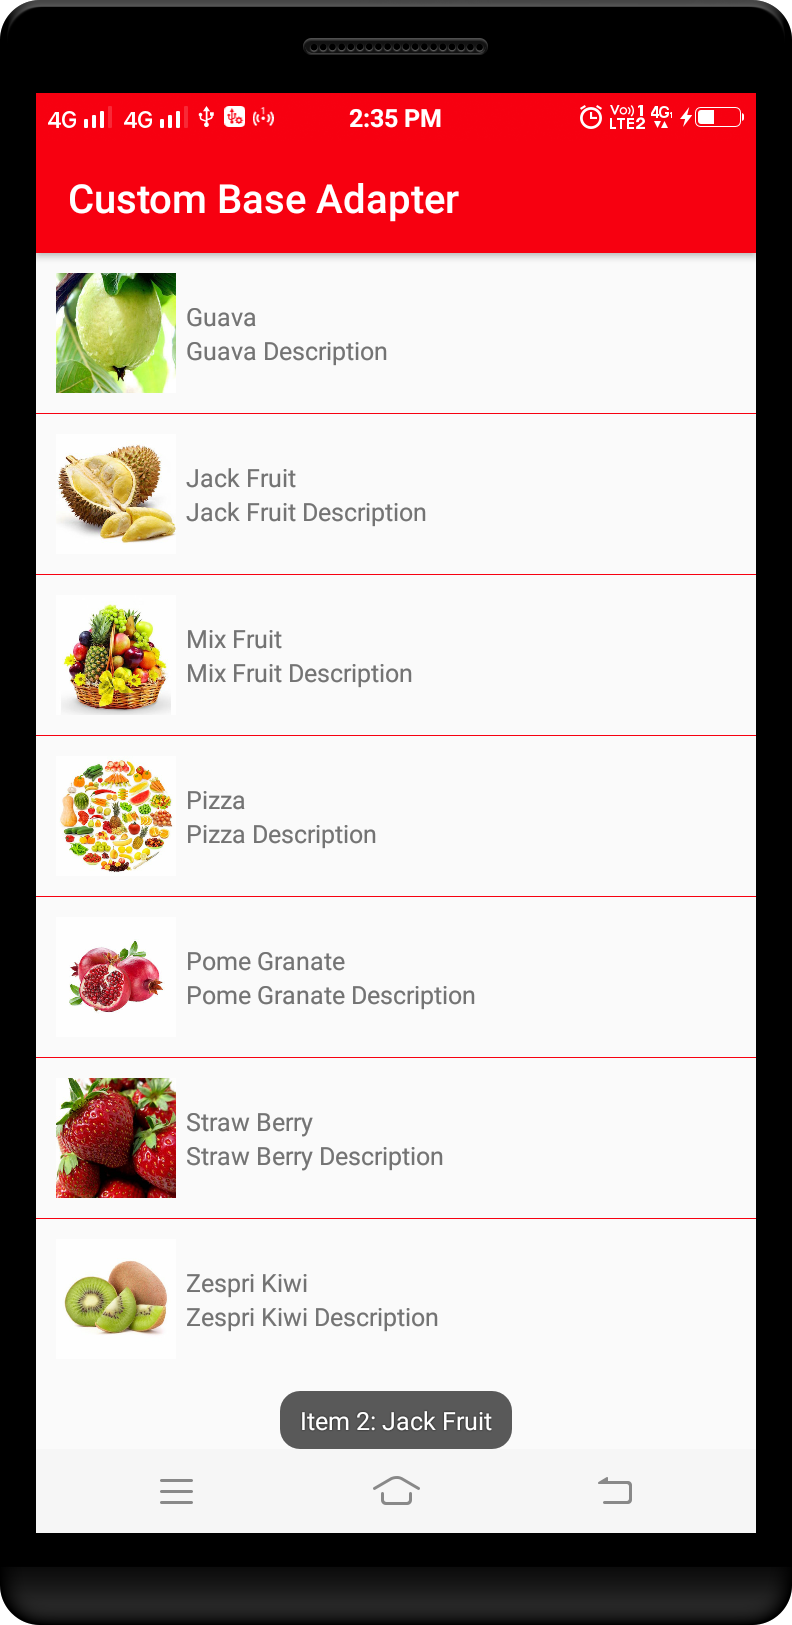 4G 4G 2:35 PM Vo)) 1 LTE2 4G
Custom Base Adapter
Guava
Guava Description
Jack Fruit
Jack Fruit Description
Mix Fruit
Mix Fruit Description
Pizza
Pizza Description
Pome Granate
Pome Granate Description
Straw Berry
Straw Berry Description
Zespri Kiwi
Zespri Kiwi Description
Item 2: Jack Fruit